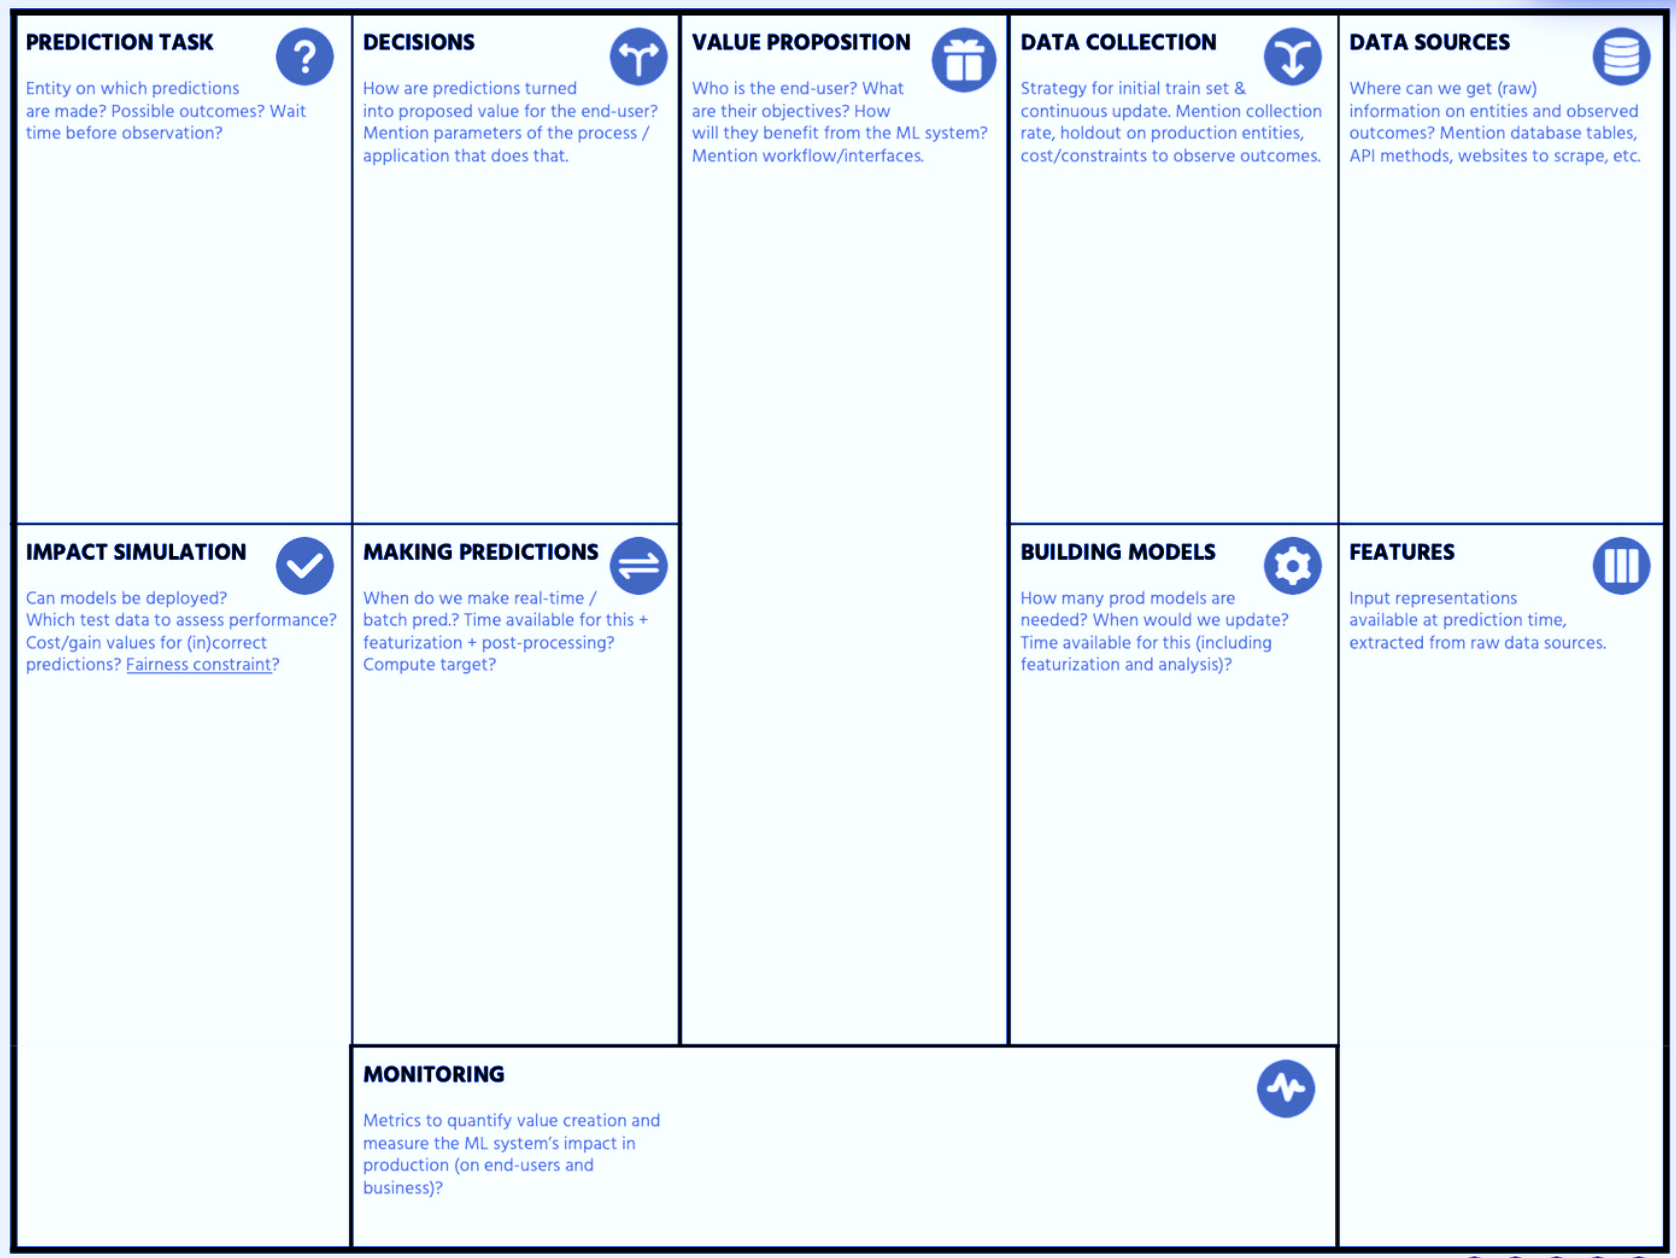 PREDICTION TASK
Entity on which predictions
are made? Possible outcomes? Wait
time before observation?
DECISIONS
How are predictions turned
into proposed value for the end-user?
Mention parameters of the process /
application that does that.
VALUE PROPOSITION
Who is the end-user? What
are their objectives? How
will they benefit from the ML system?
Mention workflow/interfaces.
DATA COLLECTION
Strategy for initial train set &
continuous update. Mention collection
rate, holdout on production entities,
cost/constraints to observe outcomes.
DATA SOURCES
Where can we get (raw)
information on entities and observed
outcomes? Mention database tables,
API methods, websites to scrape, etc.
IMPACT SIMULATION
Can models be deployed?
Which test data to assess performance?
Cost/gain values for (in)correct
predictions? Fairness constraint?
MAKING PREDICTIONS
When do we make real-time /
batch pred.? Time available for this +
featurization + post-processing?
Compute target?
BUILDING MODELS
How many prod models are
needed? When would we update?
Time available for this (including
featurization and analysis)?
FEATURES
Input representations
available at prediction time,
extracted from raw data sources.
MONITORING
Metrics to quantify value creation and
measure the ML system's impact in
production (on end-users and
business)?